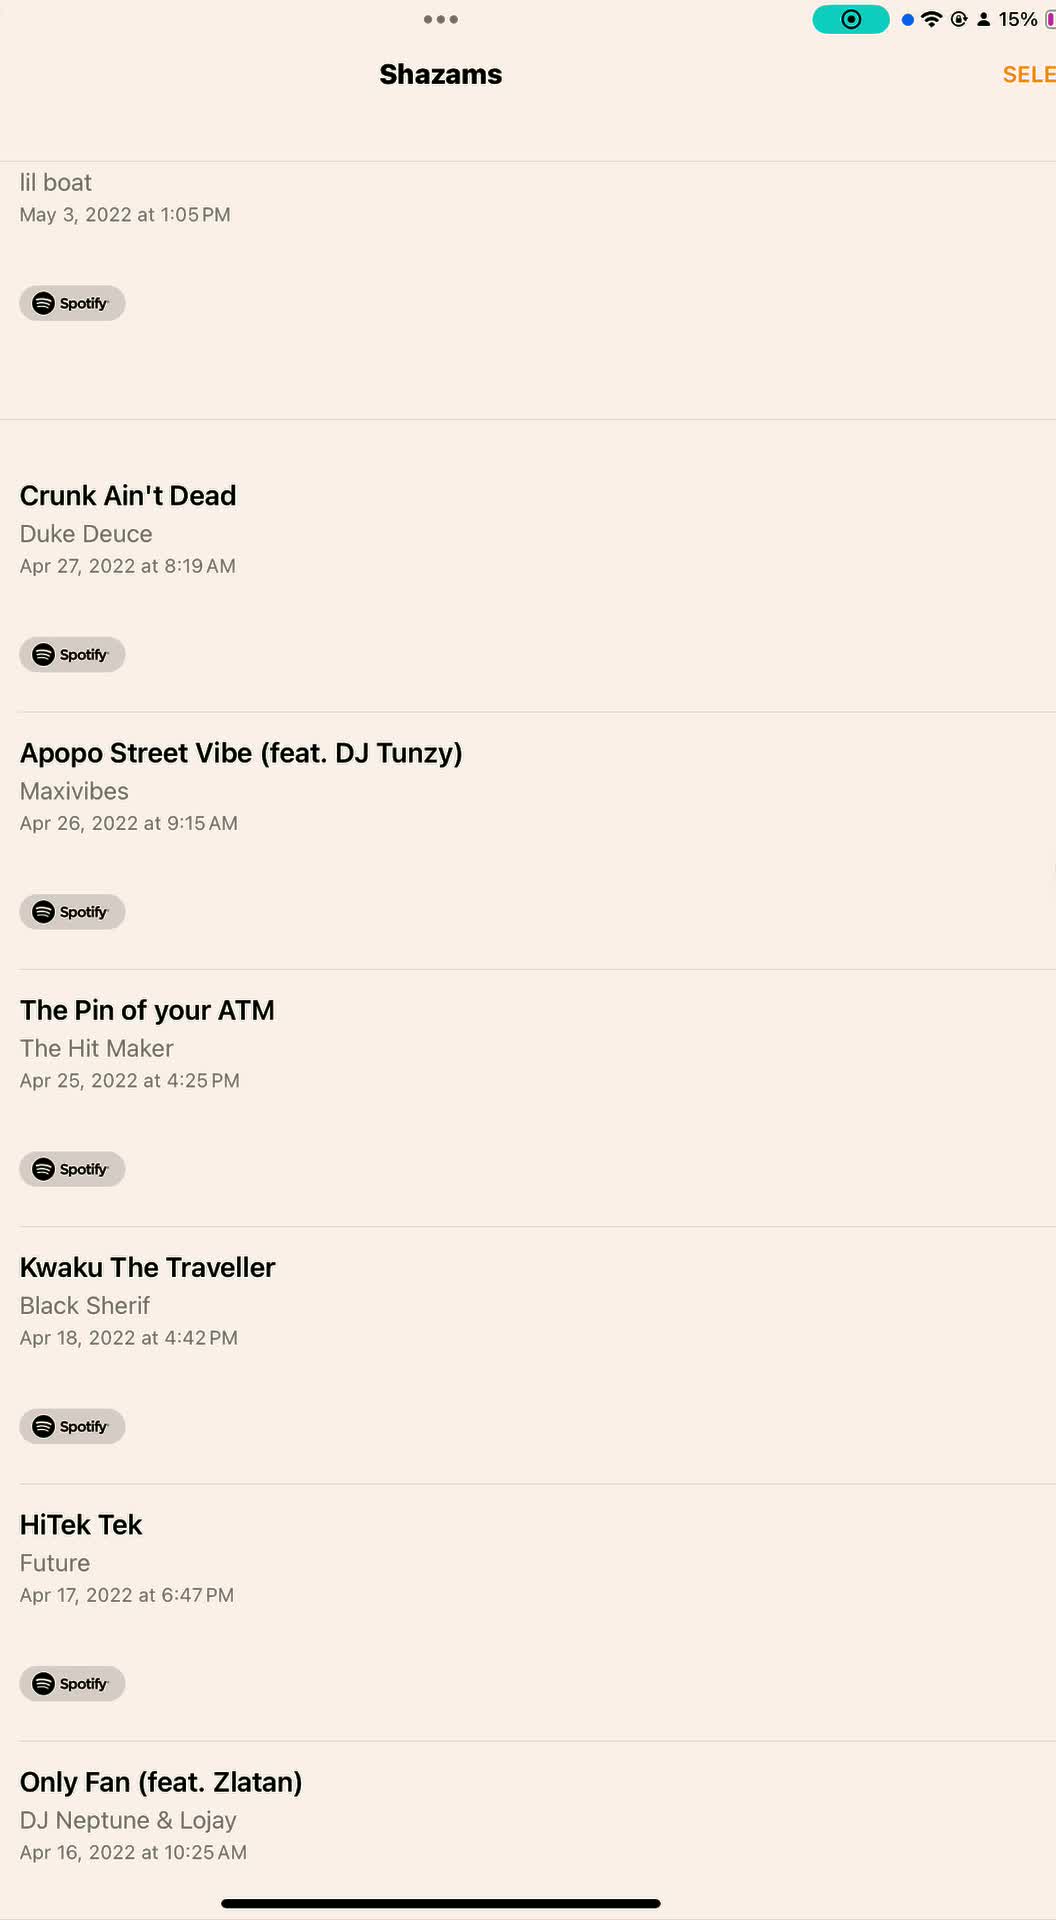 15%
Shazams
SELE
lil boat
May 3, 2022 at 1:05 PM
Spotify
Crunk Ain't Dead
Duke Deuce
Apr 27, 2022 at 8:19 AM
Spotify
Apopo Street Vibe (feat. DJ Tunzy)
Maxivibes
Apr 26, 2022 at 9:15 AM
Spotify
The Pin of your ATM
The Hit Maker
Apr 25, 2022 at 4:25 PM
Spotify
Kwaku The Traveller
Black Sherif
Apr 18, 2022 at 4:42 PM
Spotify
HiTek Tek
Future
Apr 17, 2022 at 6:47 PM
Spotify
Only Fan (feat. Zlatan)
DJ Neptune & Lojay
Apr 16, 2022 at 10:25 AM